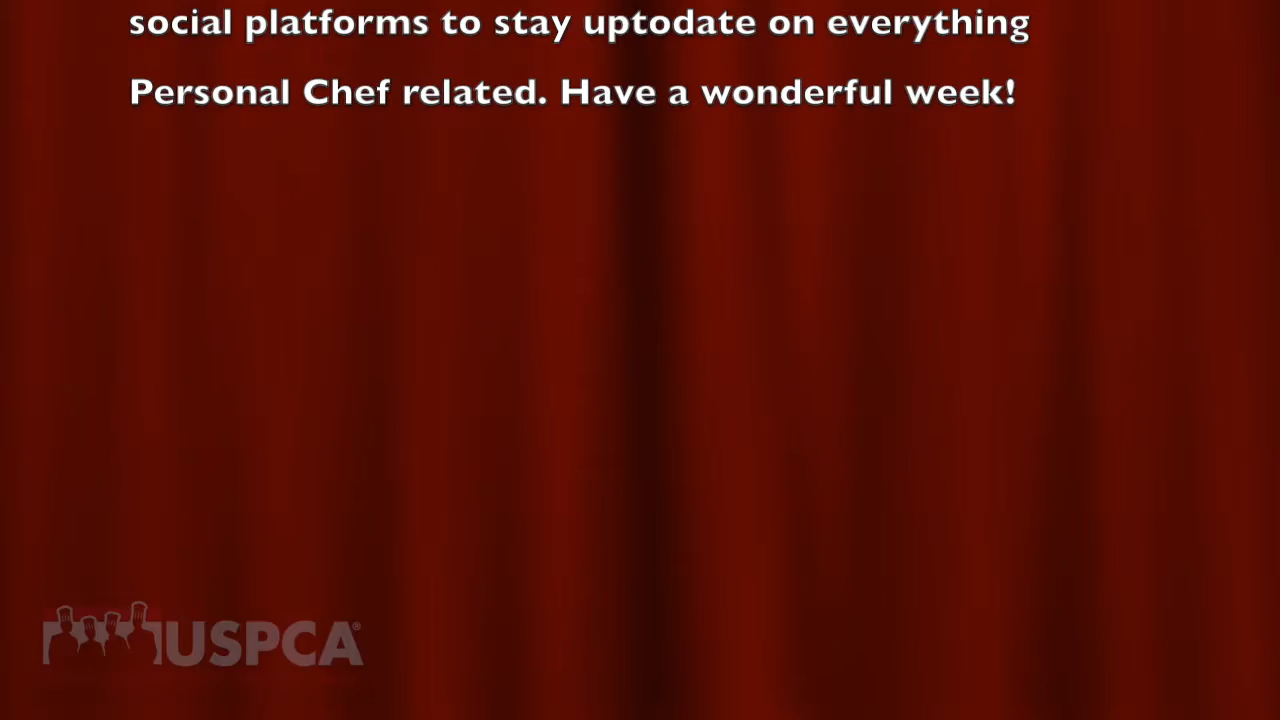 social platforms to stay uptodate on everything
Personal Chef related. Have a wonderful week!
USPCA®